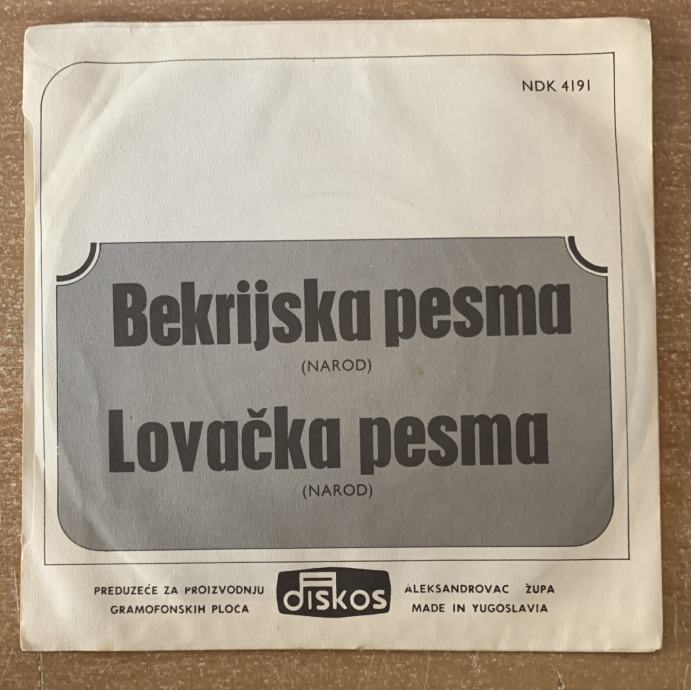 NDK 4191
Bekrijska pesma
(NAROD)
Lovačka pesma
(NAROD)
PREDUZEĆE ZA PROIZVODNJU
GRAMOFONSKIH PLOČA
diskos
ALEKSANDROVAC ŽUPA
MADE IN YUGOSLAVIA